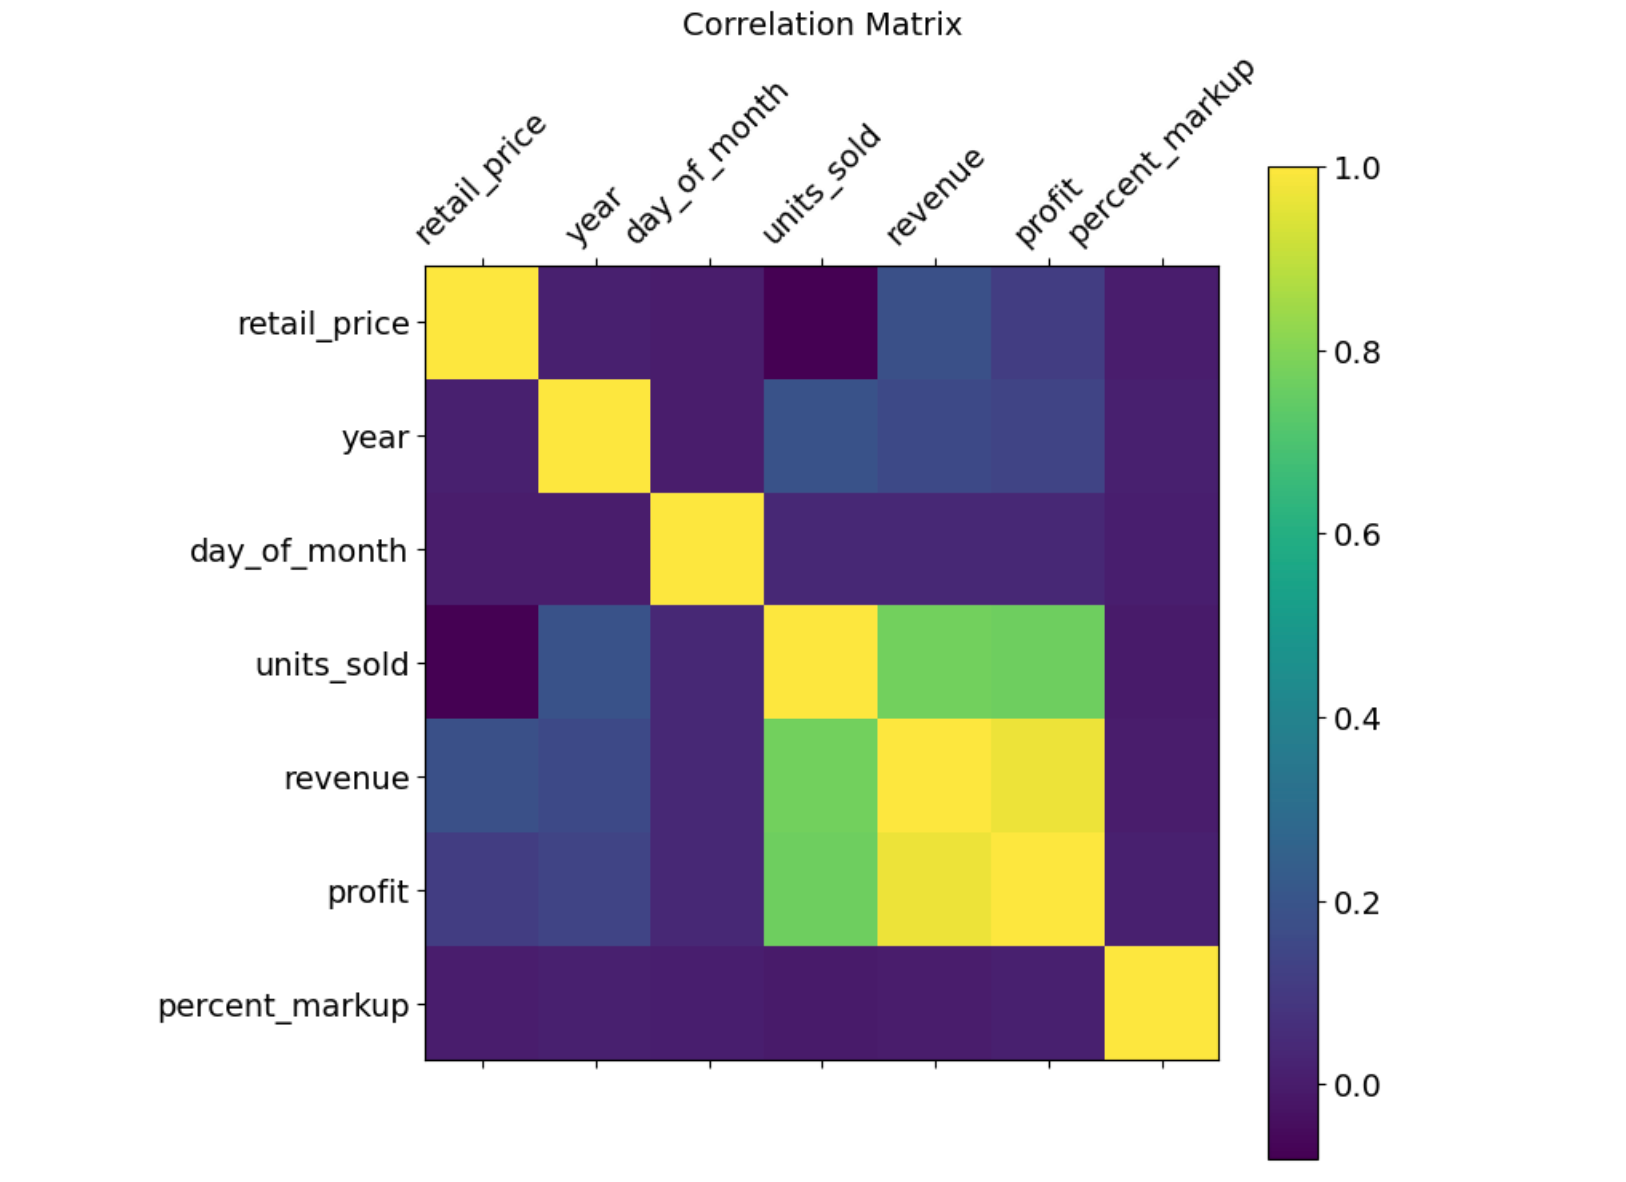 Correlation Matrix
retail_price
year
day_of_month
units_sold
revenue
profit
percent_markup
retail_price
year
day_of_month
units_sold
revenue
profit
percent_markup
1.0
0.8
0.6
0.4
0.2
0.0